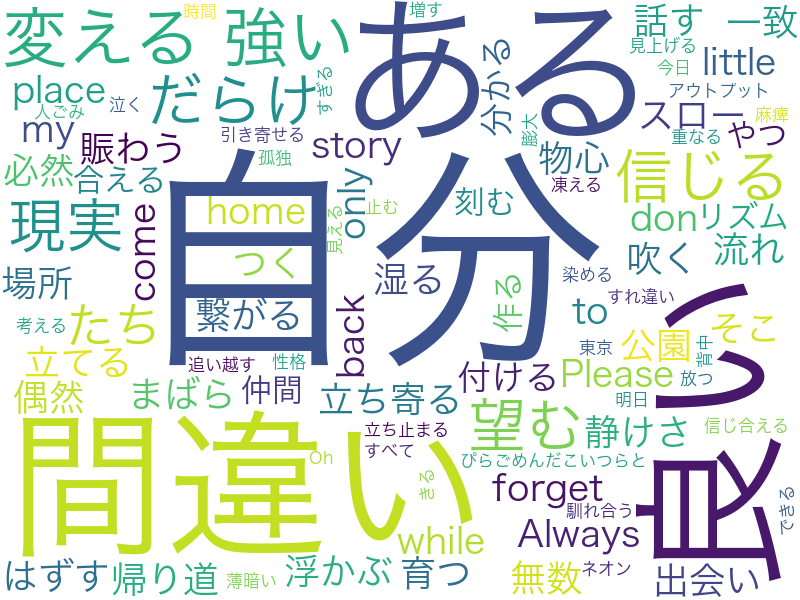 時間
増す
変える
強い
ある
話す
一致
見上げる
little
今日
place
だらけ
すぎる
分かる
アウトプット
人ごみ
泣く
my
賑わう
引き寄せる
story
膨大
スロー
麻痺
重なる
やつ
必然
合える
孤独
物心
信じる
凍える
自分
only
現実
come
home
見える
止む
刻む
don
リズム
流れ
つく
場所
繋がる
湿る
作る
吹く
染める
to
すれ違い
そこ
考える
たち
back
立てる
追い越す
性格
東京
公園
背中
良い
偶然
まばら
仲間
立ち寄る
付ける
Please
放つ
明日
間違い
立ち止まる
すべて
望む
静けさ
信じ合える
Oh
きる
ぴらごめんだこいつらと
forget
馴れ合う
できる
while
Always
はずす
帰り道
薄暗い
浮かぶ
育つ
無数
ネオン
出会い